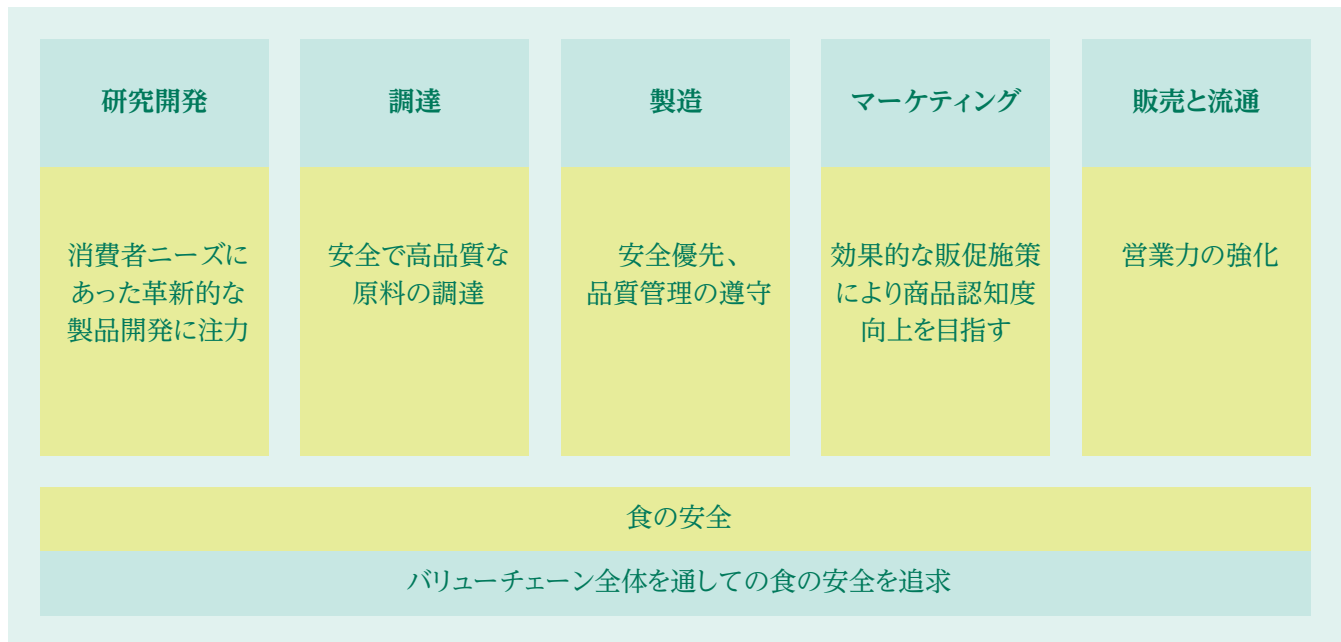 研究開発
消費者ニーズに
あった革新的な
製品開発に注力
調達
安全で高品質な
原料の調達
製造
安全優先、
品質管理の遵守
マーケティング
効果的な販促施策
により商品認知度
向上を目指す
販売と流通
営業力の強化
食の安全
バリューチェーン全体を通しての食の安全を追求